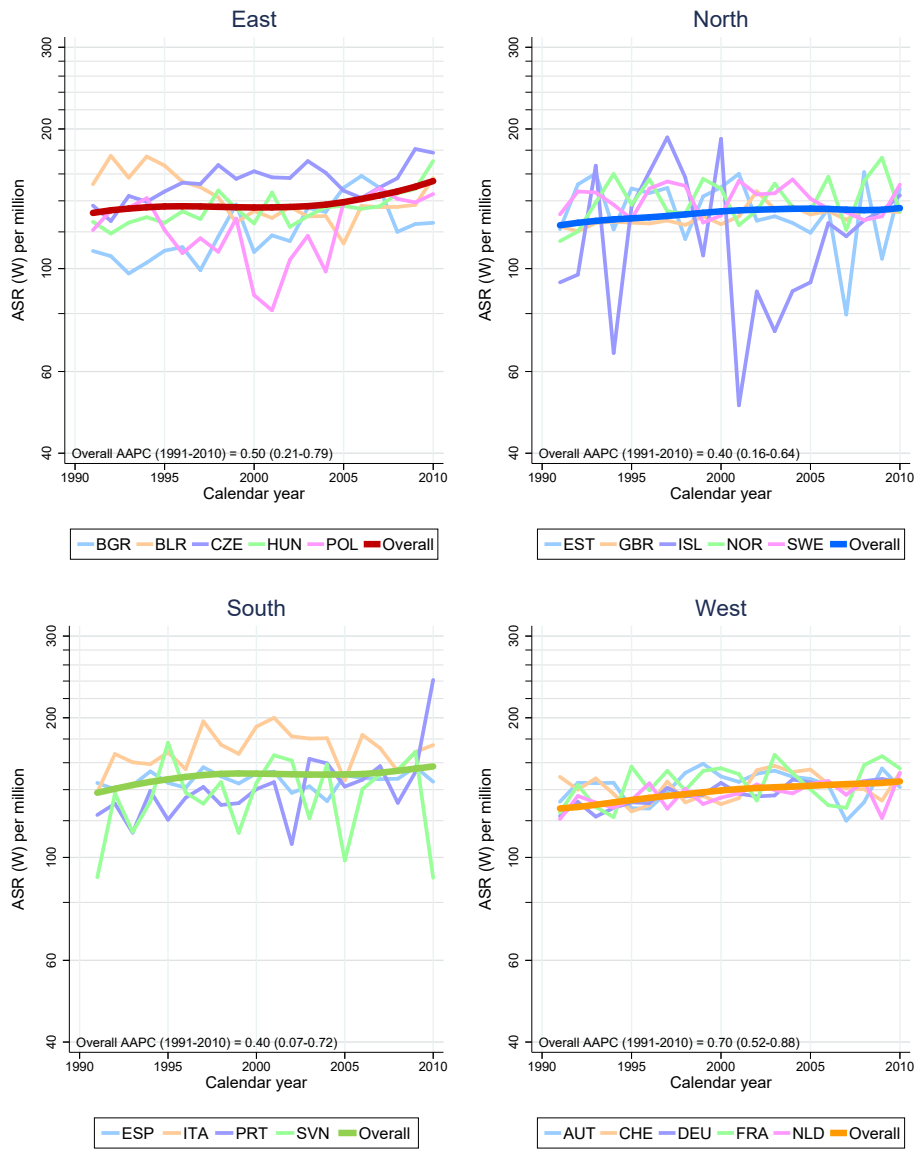 East
ASR (W) per million
300
200
100
60
40
Overall AAPC (1991-2010) = 0.50 (0.21-0.79)
1990 1995 2000 2005 2010
Calendar year
BGR BLR CZE HUN POL Overall
North
ASR (W) per million
300
200
100
60
40
Overall AAPC (1991-2010) = 0.40 (0.16-0.64)
1990 1995 2000 2005 2010
Calendar year
EST GBR ISL NOR SWE Overall
South
ASR (W) per million
300
200
100
60
40
Overall AAPC (1991-2010) = 0.40 (0.07-0.72)
1990 1995 2000 2005 2010
Calendar year
ESP ITA PRT SVN Overall
West
ASR (W) per million
300
200
100
60
40
Overall AAPC (1991-2010) = 0.70 (0.52-0.88)
1990 1995 2000 2005 2010
Calendar year
AUT CHE DEU FRA NLD Overall